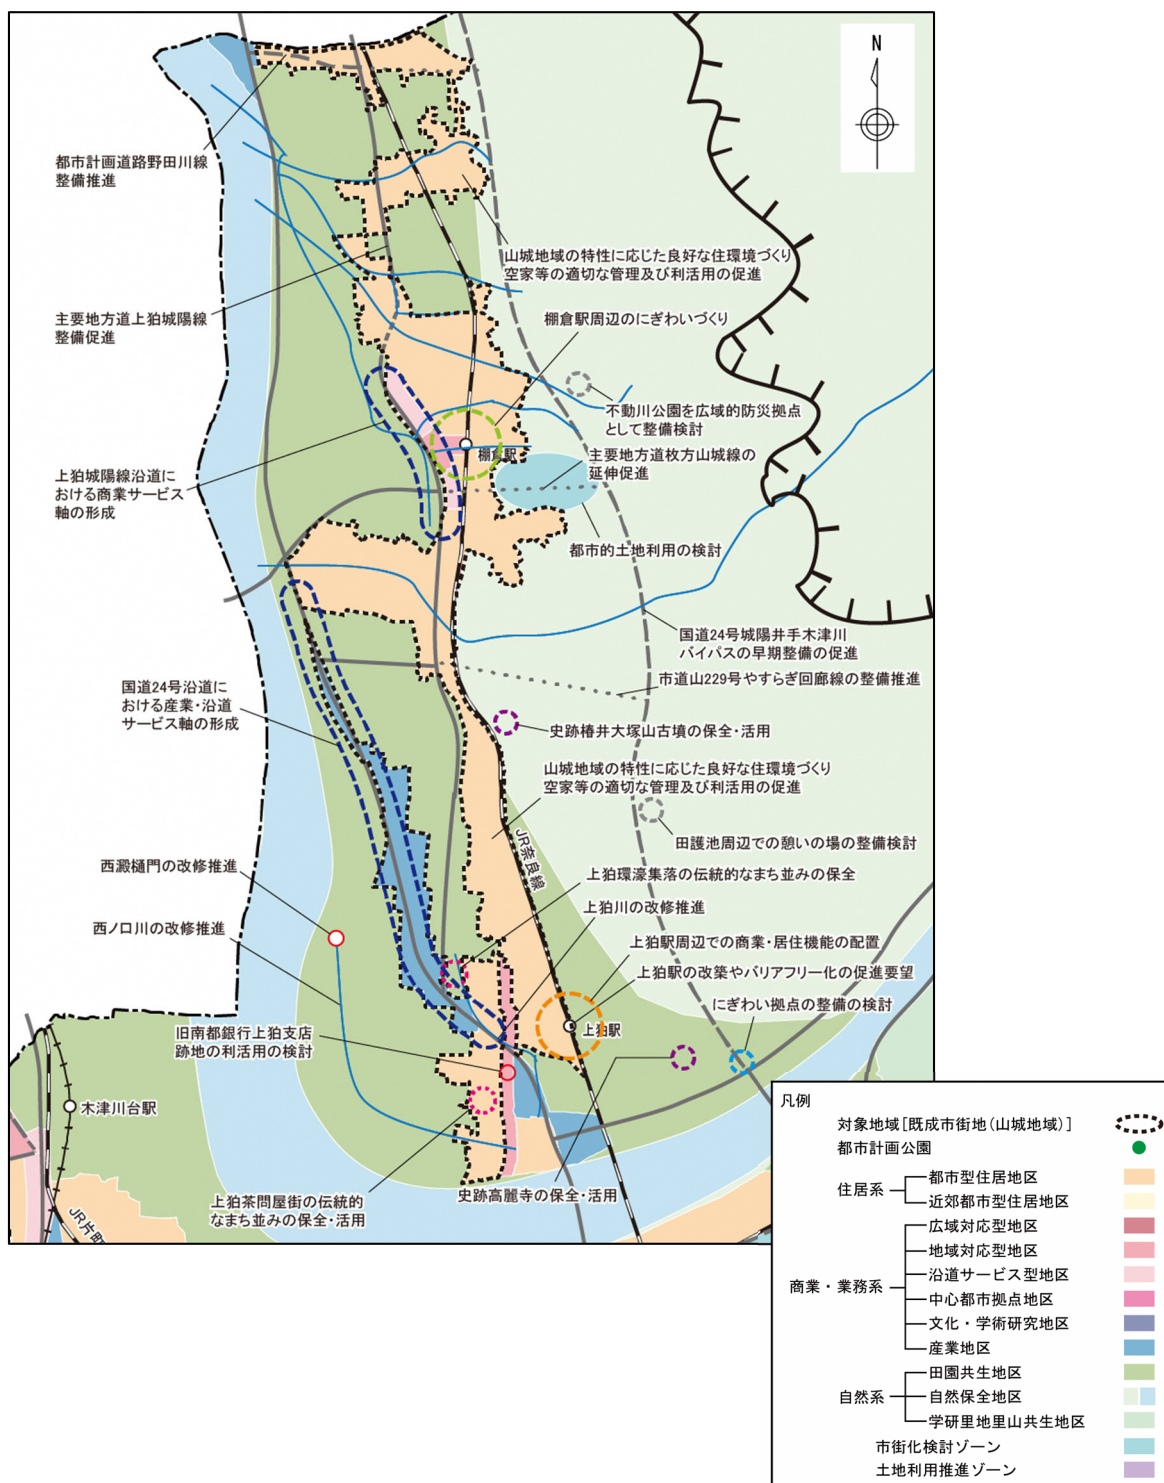 N
都市計画道路野田川線
整備推進
山城地域の特性に応じた良好な住環境づくり
空家等の適切な管理及び利活用の促進
主要地方道上狛城陽線
整備促進
棚倉駅周辺のにぎわいづくり
不動川公園を広域的防災拠点
として整備検討
棚倉駅
主要地方道枚方山城線の
延伸促進
上狛城陽線沿道に
おける商業サービス
軸の形成
都市的土地利用の検討
国道24号城陽井手木津川
バイパスの早期整備の促進
市道山229号やすらぎ回廊線の整備推進
国道24号沿道に
おける産業・沿道
サービス軸の形成
史跡椿井大塚山古墳の保全・活用
山城地域の特性に応じた良好な住環境づくり
空家等の適切な管理及び利活用の促進
JR奈良線
田護池周辺での憩いの場の整備検討
西澱樋門の改修推進
上狛環濠集落の伝統的なまち並みの保全
上狛川の改修推進
西ノ口川の改修推進
上狛駅周辺での商業・居住機能の配置
上狛駅の改築やバリアフリー化の促進要望
にぎわい拠点の整備の検討
旧南都銀行上狛支店
跡地の利活用の検討
上狛駅
木津川台駅
史跡高麗寺の保全・活用
上狛茶問屋街の伝統的
なまち並みの保全・活用
JR片町
凡例
対象地域[既成市街地(山城地域)]
都市計画公園
住居系
都市型住居地区
近郊都市型住居地区
商業・業務系
広域対応型地区
地域対応型地区
沿道サービス型地区
中心都市拠点地区
文化・学術研究地区
産業地区
自然系
田園共生地区
自然保全地区
学研里地里山共生地区
市街化検討ゾーン
土地利用推進ゾーン